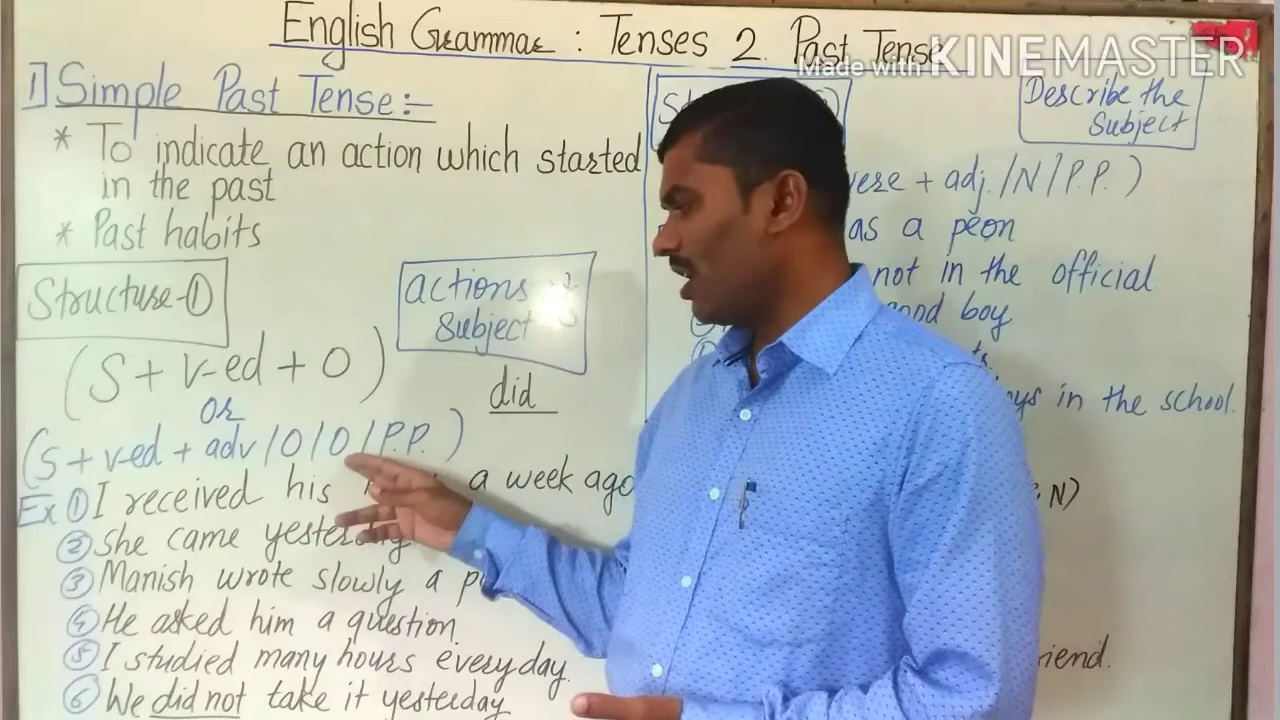 English Grammar : Tenses 2. Past Tense
Made with KINEMASTER
1] Simple Past Tense :-
* To indicate an action which started
in the past
* Past habits
Structure-①
actions of
Subject
(S + v-ed + O)
or
did
(S + v-ed + adv / O / O / P.P. )
Ex ① I received his a week ago
② She came yesterday
③ Manish wrote slowly a
④ He asked him a question.
⑤ I studied many hours everyday.
⑥ We did not take it yesterday
Describe the
Subject
+ adj. / N / P.P. )
as a peon
not in the official
boy
in the school.
N)